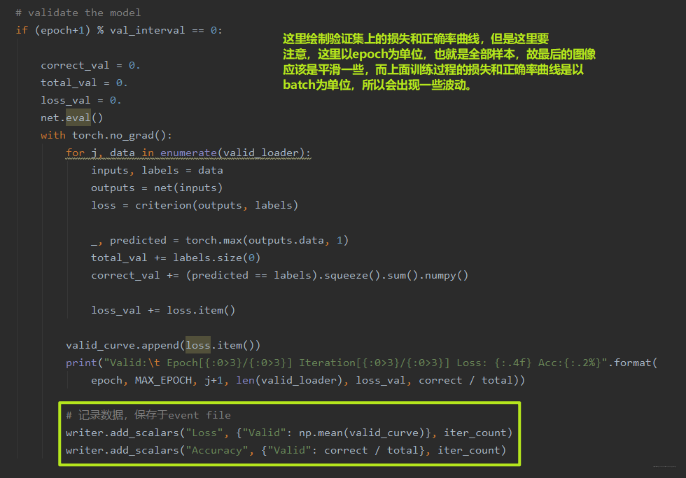 # validate the model
if (epoch+1) % val_interval == 0:
这里绘制验证集上的损失和正确率曲线，但是这里要
注意，这里以epoch为单位，也就是全部样本，故最后的图像
应该是平滑一些，而上面训练过程的损失和正确率曲线是以
batch为单位，所以会出现一些波动。
correct_val = 0.
total_val = 0.
loss_val = 0.
net.eval()
with torch.no_grad():
for j, data in enumerate(valid_loader):
inputs, labels = data
outputs = net(inputs)
loss = criterion(outputs, labels)
_, predicted = torch.max(outputs.data, 1)
total_val += labels.size(0)
correct_val += (predicted == labels).squeeze().sum().numpy()
loss_val += loss.item()
valid_curve.append(loss.item())
print("Valid:\t Epoch[{:0>3}/{:0>3}] Iteration[{:0>3}/{:0>3}] Loss: {:.4f} Acc:{:.2%}".format(
epoch, MAX_EPOCH, j+1, len(valid_loader), loss_val, correct / total))
# 记录数据，保存于event file
writer.add_scalars("Loss", {"Valid": np.mean(valid_curve)}, iter_count)
writer.add_scalars("Accuracy", {"Valid": correct / total}, iter_count)